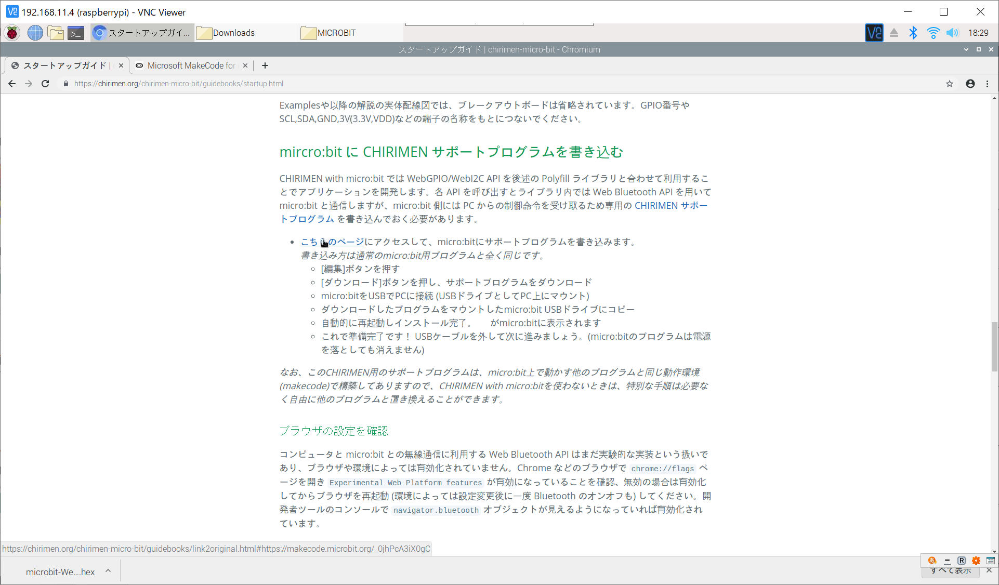 192.168.11.4 (raspberrypi) - VNC Viewer
スタートアップガイ...
Downloads
MICROBIT
18:29
スタートアップガイド | chirimen-micro-bit - Chromium
スタートアップガイド |
Microsoft MakeCode for
https://chirimen.org/chirimen-micro-bit/guidebooks/startup.html
Examplesや以降の解説の実体配線図では、ブレークアウトボードは省略されています。GPIO番号や
SCL,SDA,GND,3V(3.3V,VDD)などの端子の名称をもとにつないでください。
mircro:bit に CHIRIMEN サポートプログラムを書き込む
CHIRIMEN with micro:bit では WebGPIO/WebI2C API を後述の Polyfill ライブラリと合わせて利用するこ
とでアプリケーションを開発します。各 API を呼び出すとライブラリ内では Web Bluetooth API を用いて
micro:bit と通信しますが、micro:bit 側には PC からの制御命令を受け取るため専用の CHIRIMEN サポー
トプログラム を書き込んでおく必要があります。
こちらのページにアクセスして、micro:bitにサポートプログラムを書き込みます。
書き込み方は通常のmicro:bit用プログラムと全く同じです。
[編集]ボタンを押す
[ダウンロード]ボタンを押し、サポートプログラムをダウンロード
micro:bitをUSBでPCに接続 (USBドライブとしてPC上にマウント)
ダウンロードしたプログラムをマウントしたmicro:bit USBドライブにコピー
自動的に再起動しインストール完了。 がmicro:bitに表示されます
これで準備完了です！ USBケーブルを外して次に進みましょう。(micro:bitのプログラムは電源
を落としても消えません)
なお、このCHIRIMEN用のサポートプログラムは、micro:bit上で動かす他のプログラムと同じ動作環境
(makecode)で構築してありますので、CHIRIMEN with micro:bitを使わないときは、特別な手順は必要な
く自由に他のプログラムと置き換えることができます。
ブラウザの設定を確認
コンピュータと micro:bit との無線通信に利用する Web Bluetooth API はまだ実験的な実装という扱いで
あり、ブラウザや環境によっては有効化されていません。Chrome などのブラウザで chrome://flags ペ
ージを開き Experimental Web Platform features が有効になっていることを確認、無効の場合は有効化
してからブラウザを再起動 (環境によっては設定変更後に一度 Bluetooth のオンオフも) してください。開
発者ツールのコンソールで navigator.bluetooth オブジェクトが見えるようになっていれば有効化され
ています。
https://chirimen.org/chirimen-micro-bit/guidebooks/link2original.html#https://makecode.microbit.org/_0jhPcA3iX0gC
microbit-We....hex
あ R
すべて表示